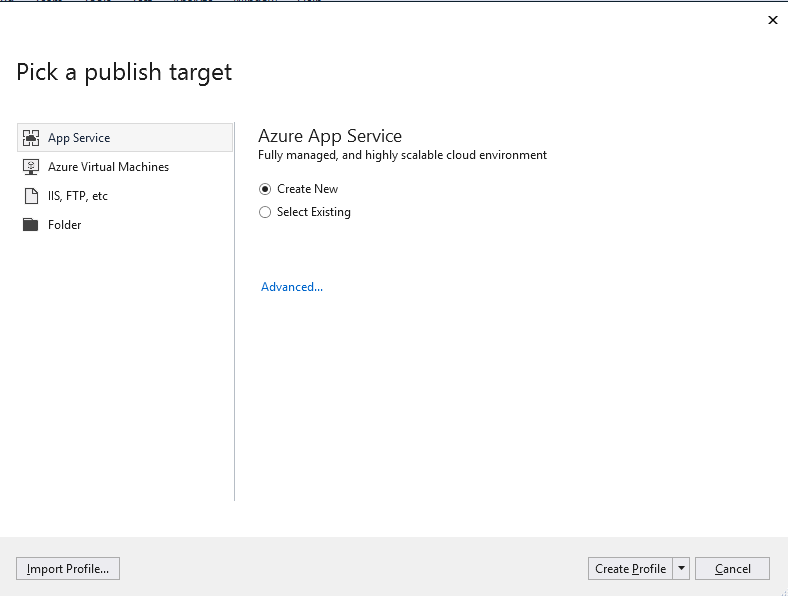 Pick a publish target
App Service
Azure Virtual Machines
IIS, FTP, etc
Folder
Azure App Service
Fully managed, and highly scalable cloud environment
Create New
Select Existing
Advanced...
Import Profile...
Create Profile
Cancel